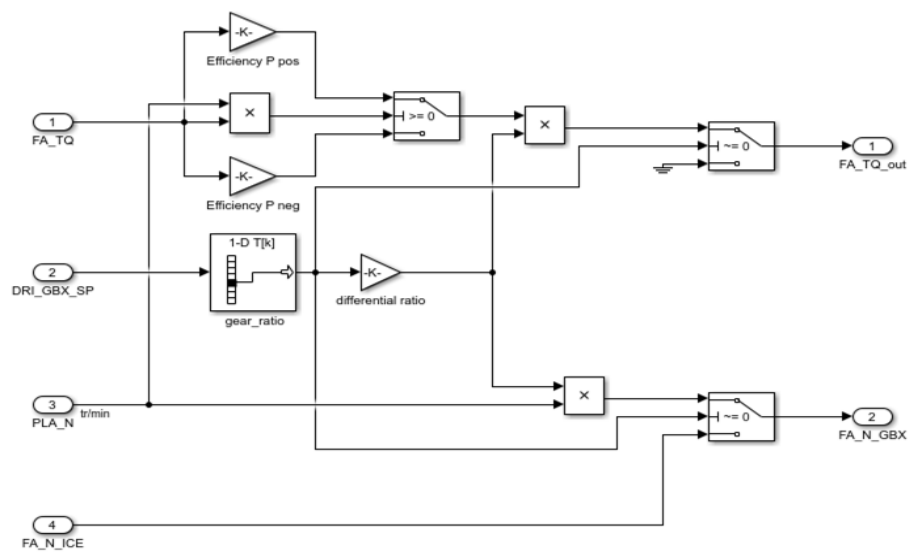 -K-
Efficiency P pos
1
FA_TQ
×
>= 0
×
~= 0
1
FA_TQ_out
-K-
Efficiency P neg
1-D T[k]
2
DRI_GBX_SP
gear_ratio
-K-
differential ratio
3
PLA_N
tr/min
×
~= 0
2
FA_N_GBX
4
FA_N_ICE